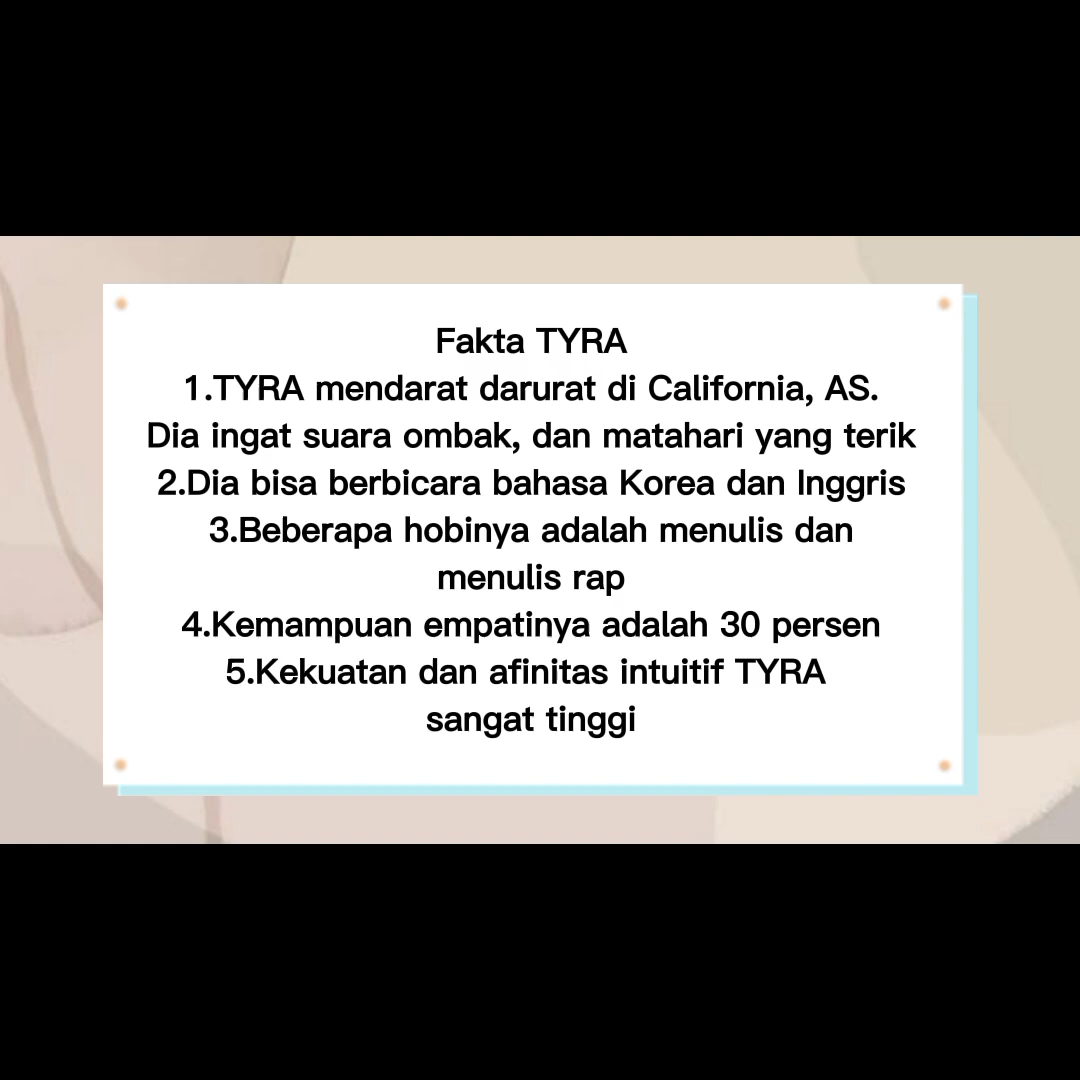 Fakta TYRA
1.TYRA mendarat darurat di California, AS.
Dia ingat suara ombak, dan matahari yang terik
2.Dia bisa berbicara bahasa Korea dan Inggris
3.Beberapa hobinya adalah menulis dan
menulis rap
4.Kemampuan empatinya adalah 30 persen
5.Kekuatan dan afinitas intuitif TYRA
sangat tinggi